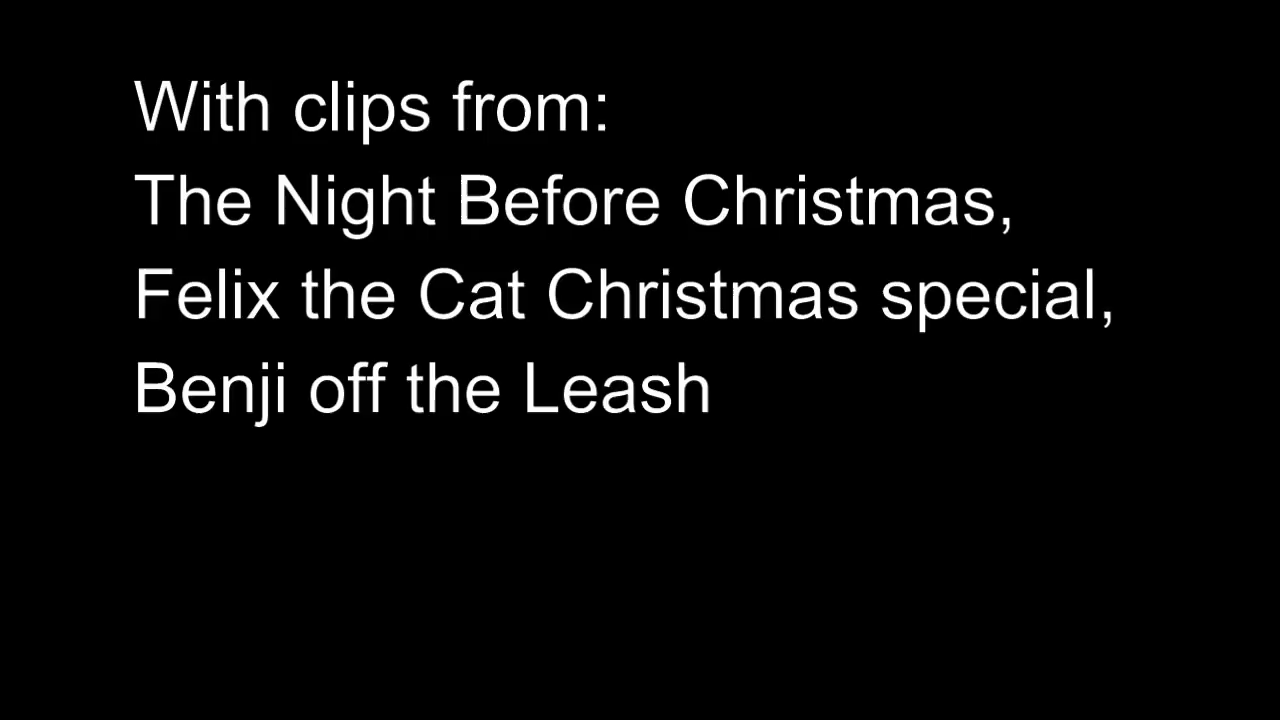 With clips from:
The Night Before Christmas,
Felix the Cat Christmas special,
Benji off the Leash